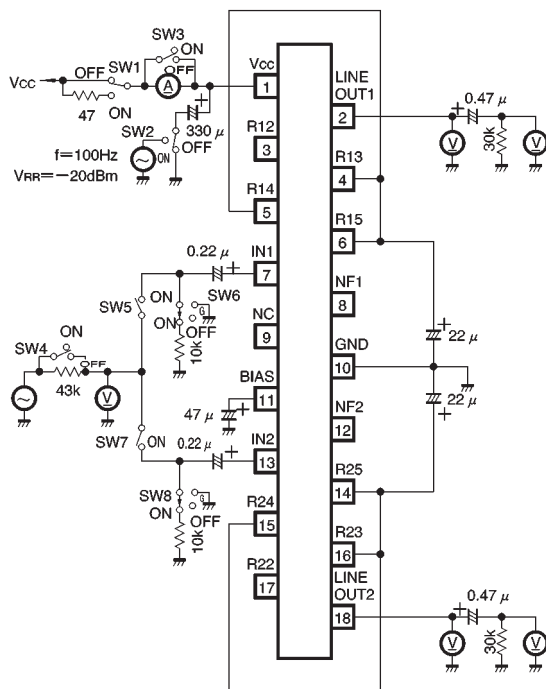 SW3
ON
OFF
SW1
OFF
Vcc
A
47
ON
SW2
330 μ
OFF
ON
f=100Hz
VRR=-20dBm
Vcc
1
R12
3
R14
5
IN1
7
NC
9
BIAS
11
IN2
13
R24
15
R22
17
LINE
OUT1
2
R13
4
R15
6
NF1
8
GND
10
NF2
12
R25
14
R23
16
LINE
OUT2
18
0.47 μ
V
30k
V
22 μ
22 μ
0.22 μ
ON
SW5
SW6
G
ON
OFF
10k
SW4
ON
OFF
43k
V
47 μ
SW7
ON
0.22 μ
SW8
G
ON
OFF
10k
0.47 μ
V
30k
V